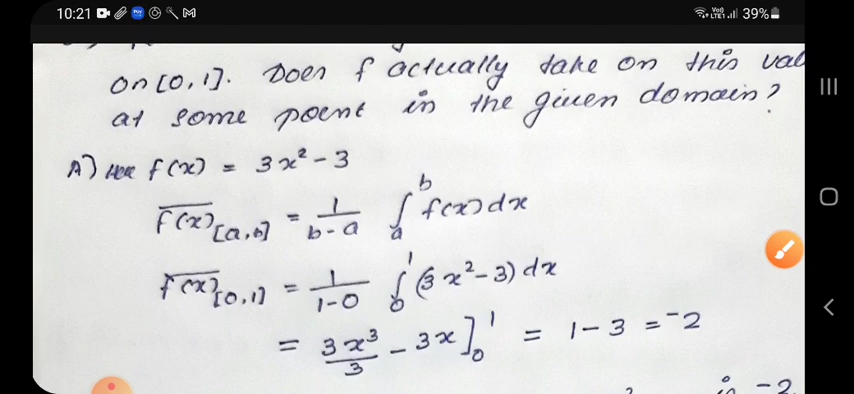 10:21
39%
on [0,1]. Does f actually take on this val
at some point in the given domain?
A) Here f(x) = 3x² - 3
f(x)‾[a,b] = 1/(b-a) ∫ₐᵇ f(x)dx
f(x)‾[0,1] = 1/(1-0) ∫₀¹ (3x²-3)dx
= 3x³/3 - 3x]₀¹ = 1-3 = -2
is -2